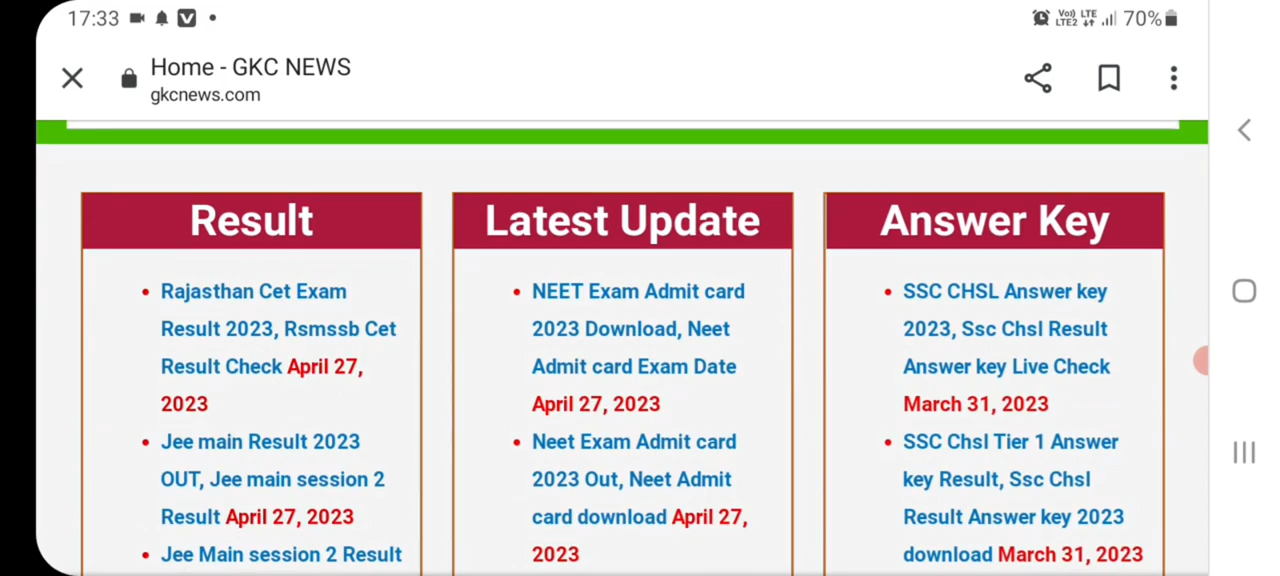 17:33
Vo) LTE
LTE2
70%
Home - GKC NEWS
gkcnews.com
Result
Rajasthan Cet Exam
Result 2023, Rsmssb Cet
Result Check April 27,
2023
Jee main Result 2023
OUT, Jee main session 2
Result April 27, 2023
Jee Main session 2 Result
Latest Update
NEET Exam Admit card
2023 Download, Neet
Admit card Exam Date
April 27, 2023
Neet Exam Admit card
2023 Out, Neet Admit
card download April 27,
2023
Answer Key
SSC CHSL Answer key
2023, Ssc Chsl Result
Answer key Live Check
March 31, 2023
SSC Chsl Tier 1 Answer
key Result, Ssc Chsl
Result Answer key 2023
download March 31, 2023